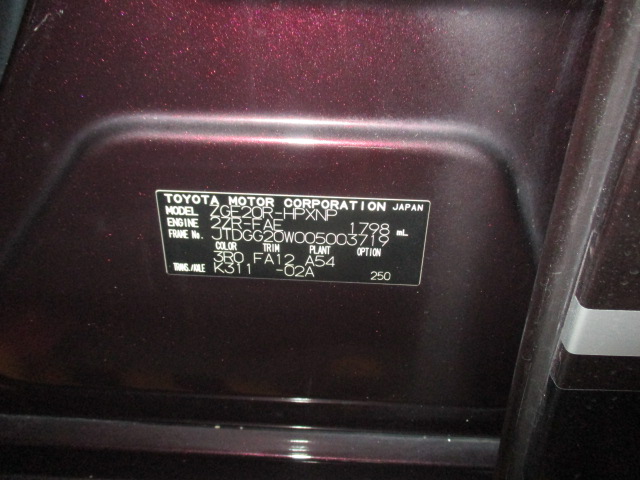 TOYOTA MOTOR CORPORATION JAPAN
MODEL ZGE20R-HPXNP
ENGINE 2ZR-FAE 1798 mL
FRAME No. JTDGG20W005003719
COLOR TRIM PLANT OPTION
3R0 FA12 A54
TRANS./AXLE K311 -02A 250